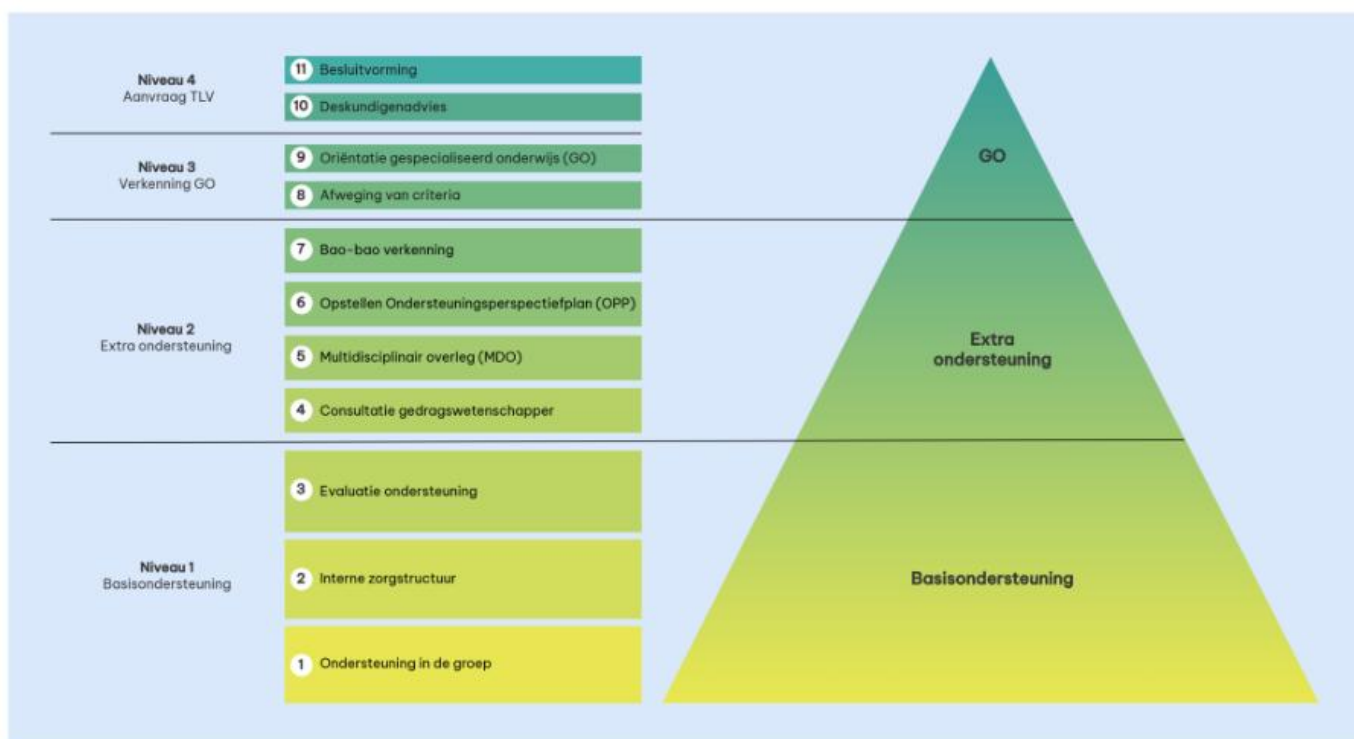 Niveau 4
Aanvraag TLV
11 Besluitvorming
10 Deskundigenadvies
Niveau 3
Verkenning GO
9 Oriëntatie gespecialiseerd onderwijs (GO)
8 Afweging van criteria
GO
Niveau 2
Extra ondersteuning
7 Bao-bao verkenning
6 Opstellen Ondersteuningsperspectiefplan (OPP)
5 Multidisciplinair overleg (MDO)
4 Consultatie gedragswetenschapper
Extra
ondersteuning
Niveau 1
Basisondersteuning
3 Evaluatie ondersteuning
2 Interne zorgstructuur
1 Ondersteuning in de groep
Basisondersteuning